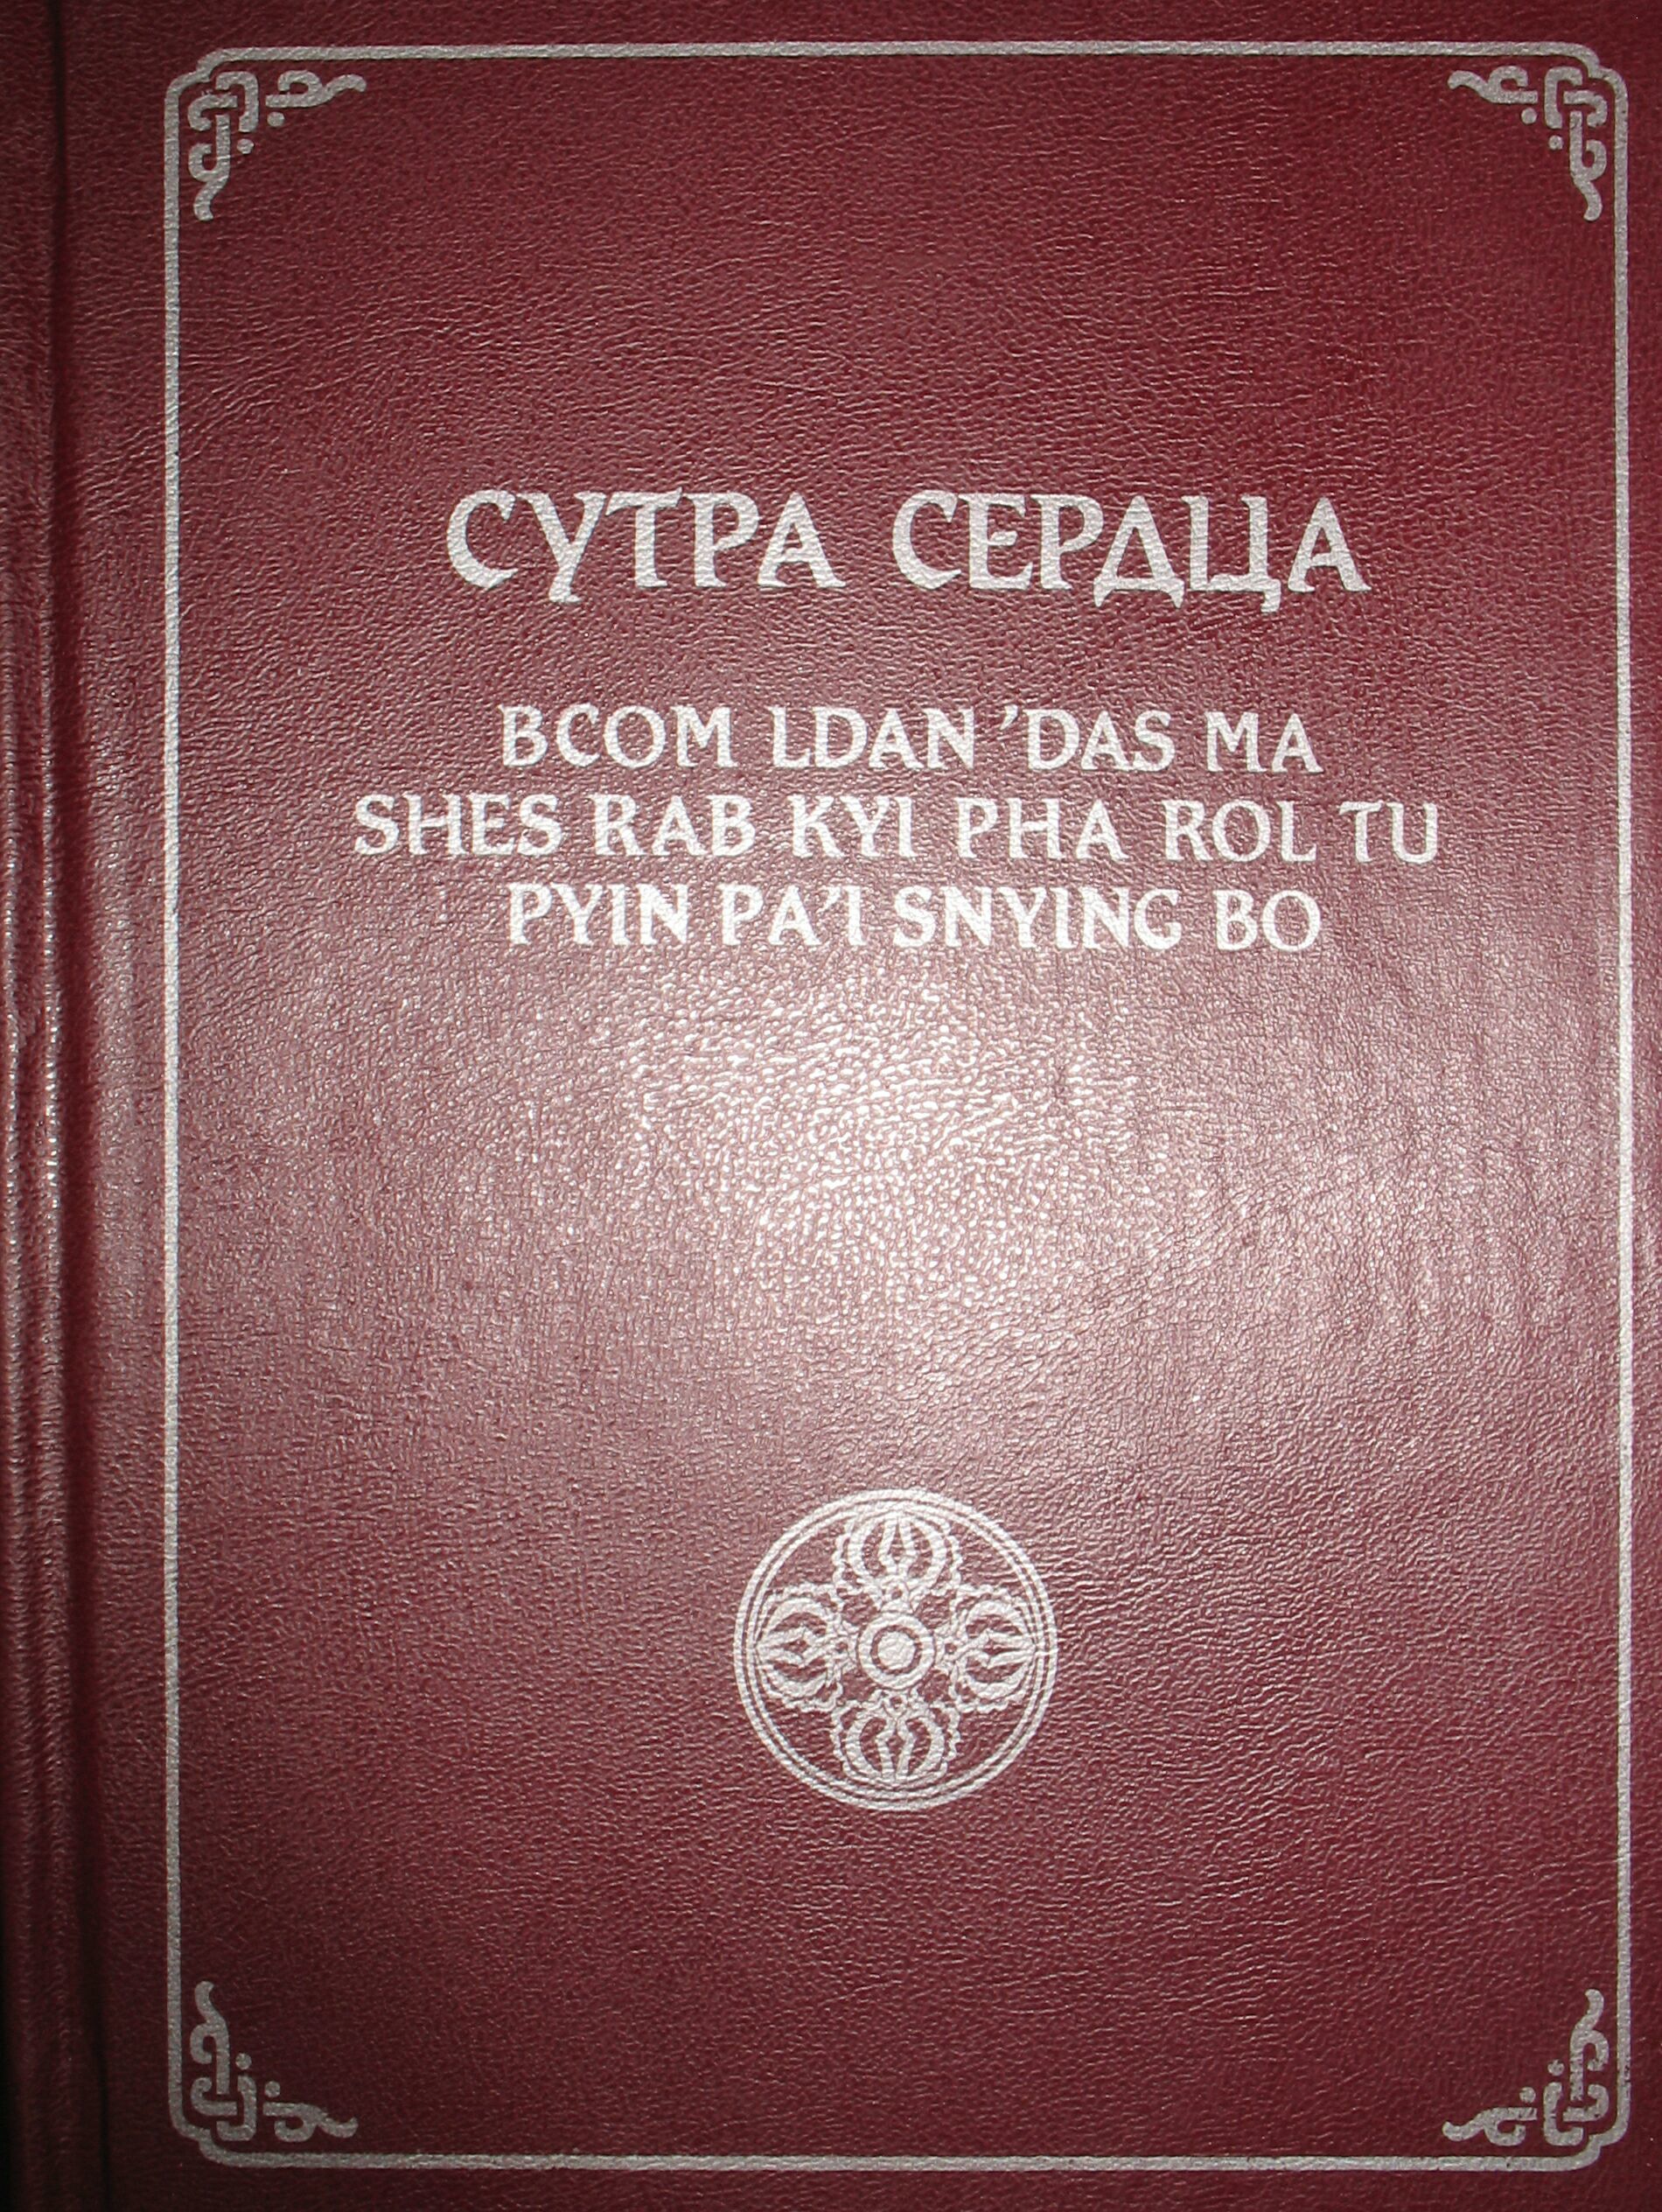 СУТРА СЕРДЦА
BCOM LDAN 'DAS MA
SHES RAB KYI PHA ROL TU
PYIN PA'I SNYING BO